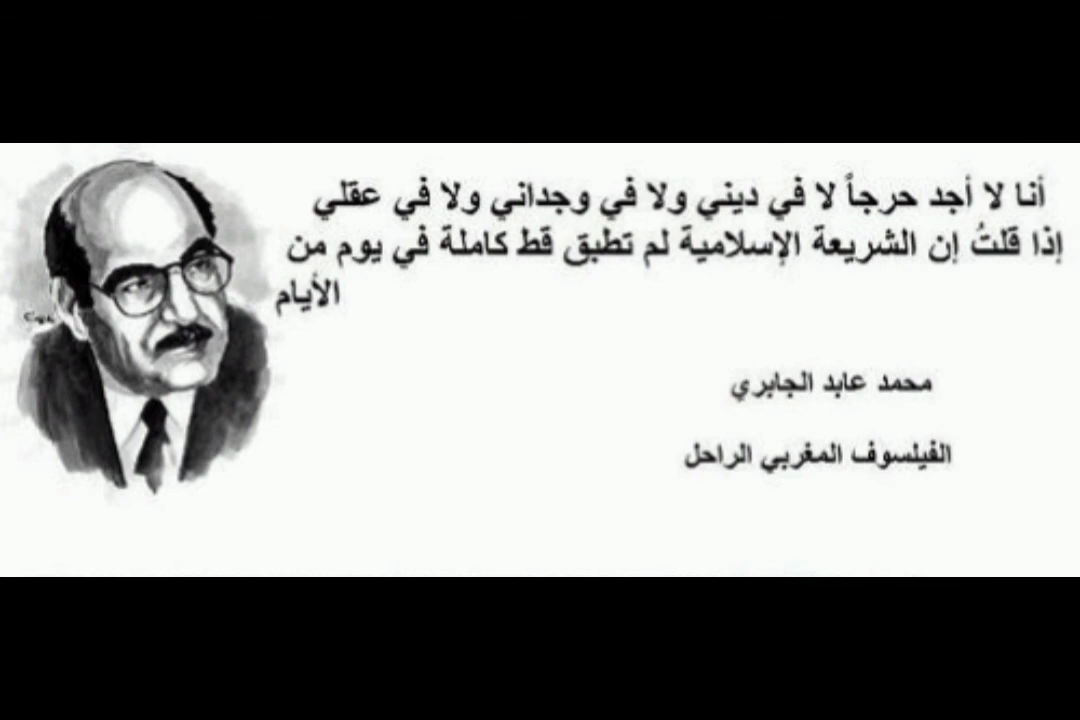 أنا لا أجد حرجاً لا في ديني ولا في وجداني ولا في عقلي
إذا قلتُ إن الشريعة الإسلامية لم تطبق قط كاملة في يوم من
الأيام
محمد عابد الجابري
الفيلسوف المغربي الراحل